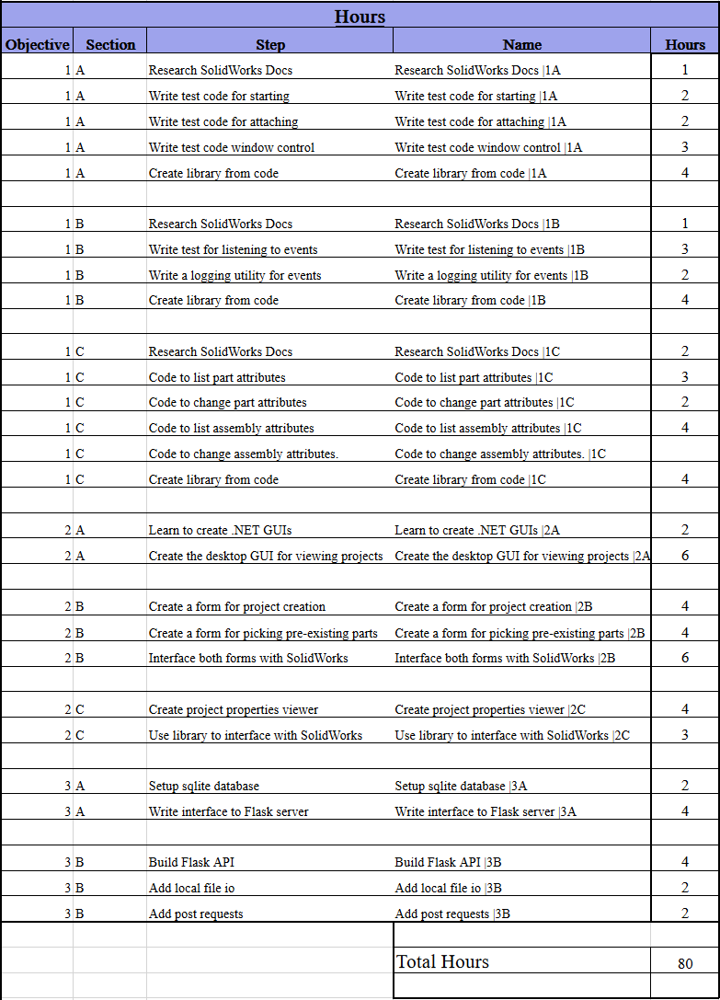 Hours
Objective Section Step Name Hours
1 A Research SolidWorks Docs Research SolidWorks Docs |1A 1
1 A Write test code for starting Write test code for starting |1A 2
1 A Write test code for attaching Write test code for attaching |1A 2
1 A Write test code window control Write test code window control |1A 3
1 A Create library from code Create library from code |1A 4
1 B Research SolidWorks Docs Research SolidWorks Docs |1B 1
1 B Write test for listening to events Write test for listening to events |1B 3
1 B Write a logging utility for events Write a logging utility for events |1B 2
1 B Create library from code Create library from code |1B 4
1 C Research SolidWorks Docs Research SolidWorks Docs |1C 2
1 C Code to list part attributes Code to list part attributes |1C 3
1 C Code to change part attributes Code to change part attributes |1C 2
1 C Code to list assembly attributes Code to list assembly attributes |1C 4
1 C Code to change assembly attributes. Code to change assembly attributes. |1C
1 C Create library from code Create library from code |1C 4
2 A Learn to create .NET GUIs Learn to create .NET GUIs |2A 2
2 A Create the desktop GUI for viewing projects Create the desktop GUI for viewing projects |2A 6
2 B Create a form for project creation Create a form for project creation |2B 4
2 B Create a form for picking pre-existing parts Create a form for picking pre-existing parts |2B 4
2 B Interface both forms with SolidWorks Interface both forms with SolidWorks |2B 6
2 C Create project properties viewer Create project properties viewer |2C 4
2 C Use library to interface with SolidWorks Use library to interface with SolidWorks |2C 3
3 A Setup sqlite database Setup sqlite database |3A 2
3 A Write interface to Flask server Write interface to Flask server |3A 4
3 B Build Flask API Build Flask API |3B 4
3 B Add local file io Add local file io |3B 2
3 B Add post requests Add post requests |3B 2
Total Hours 80